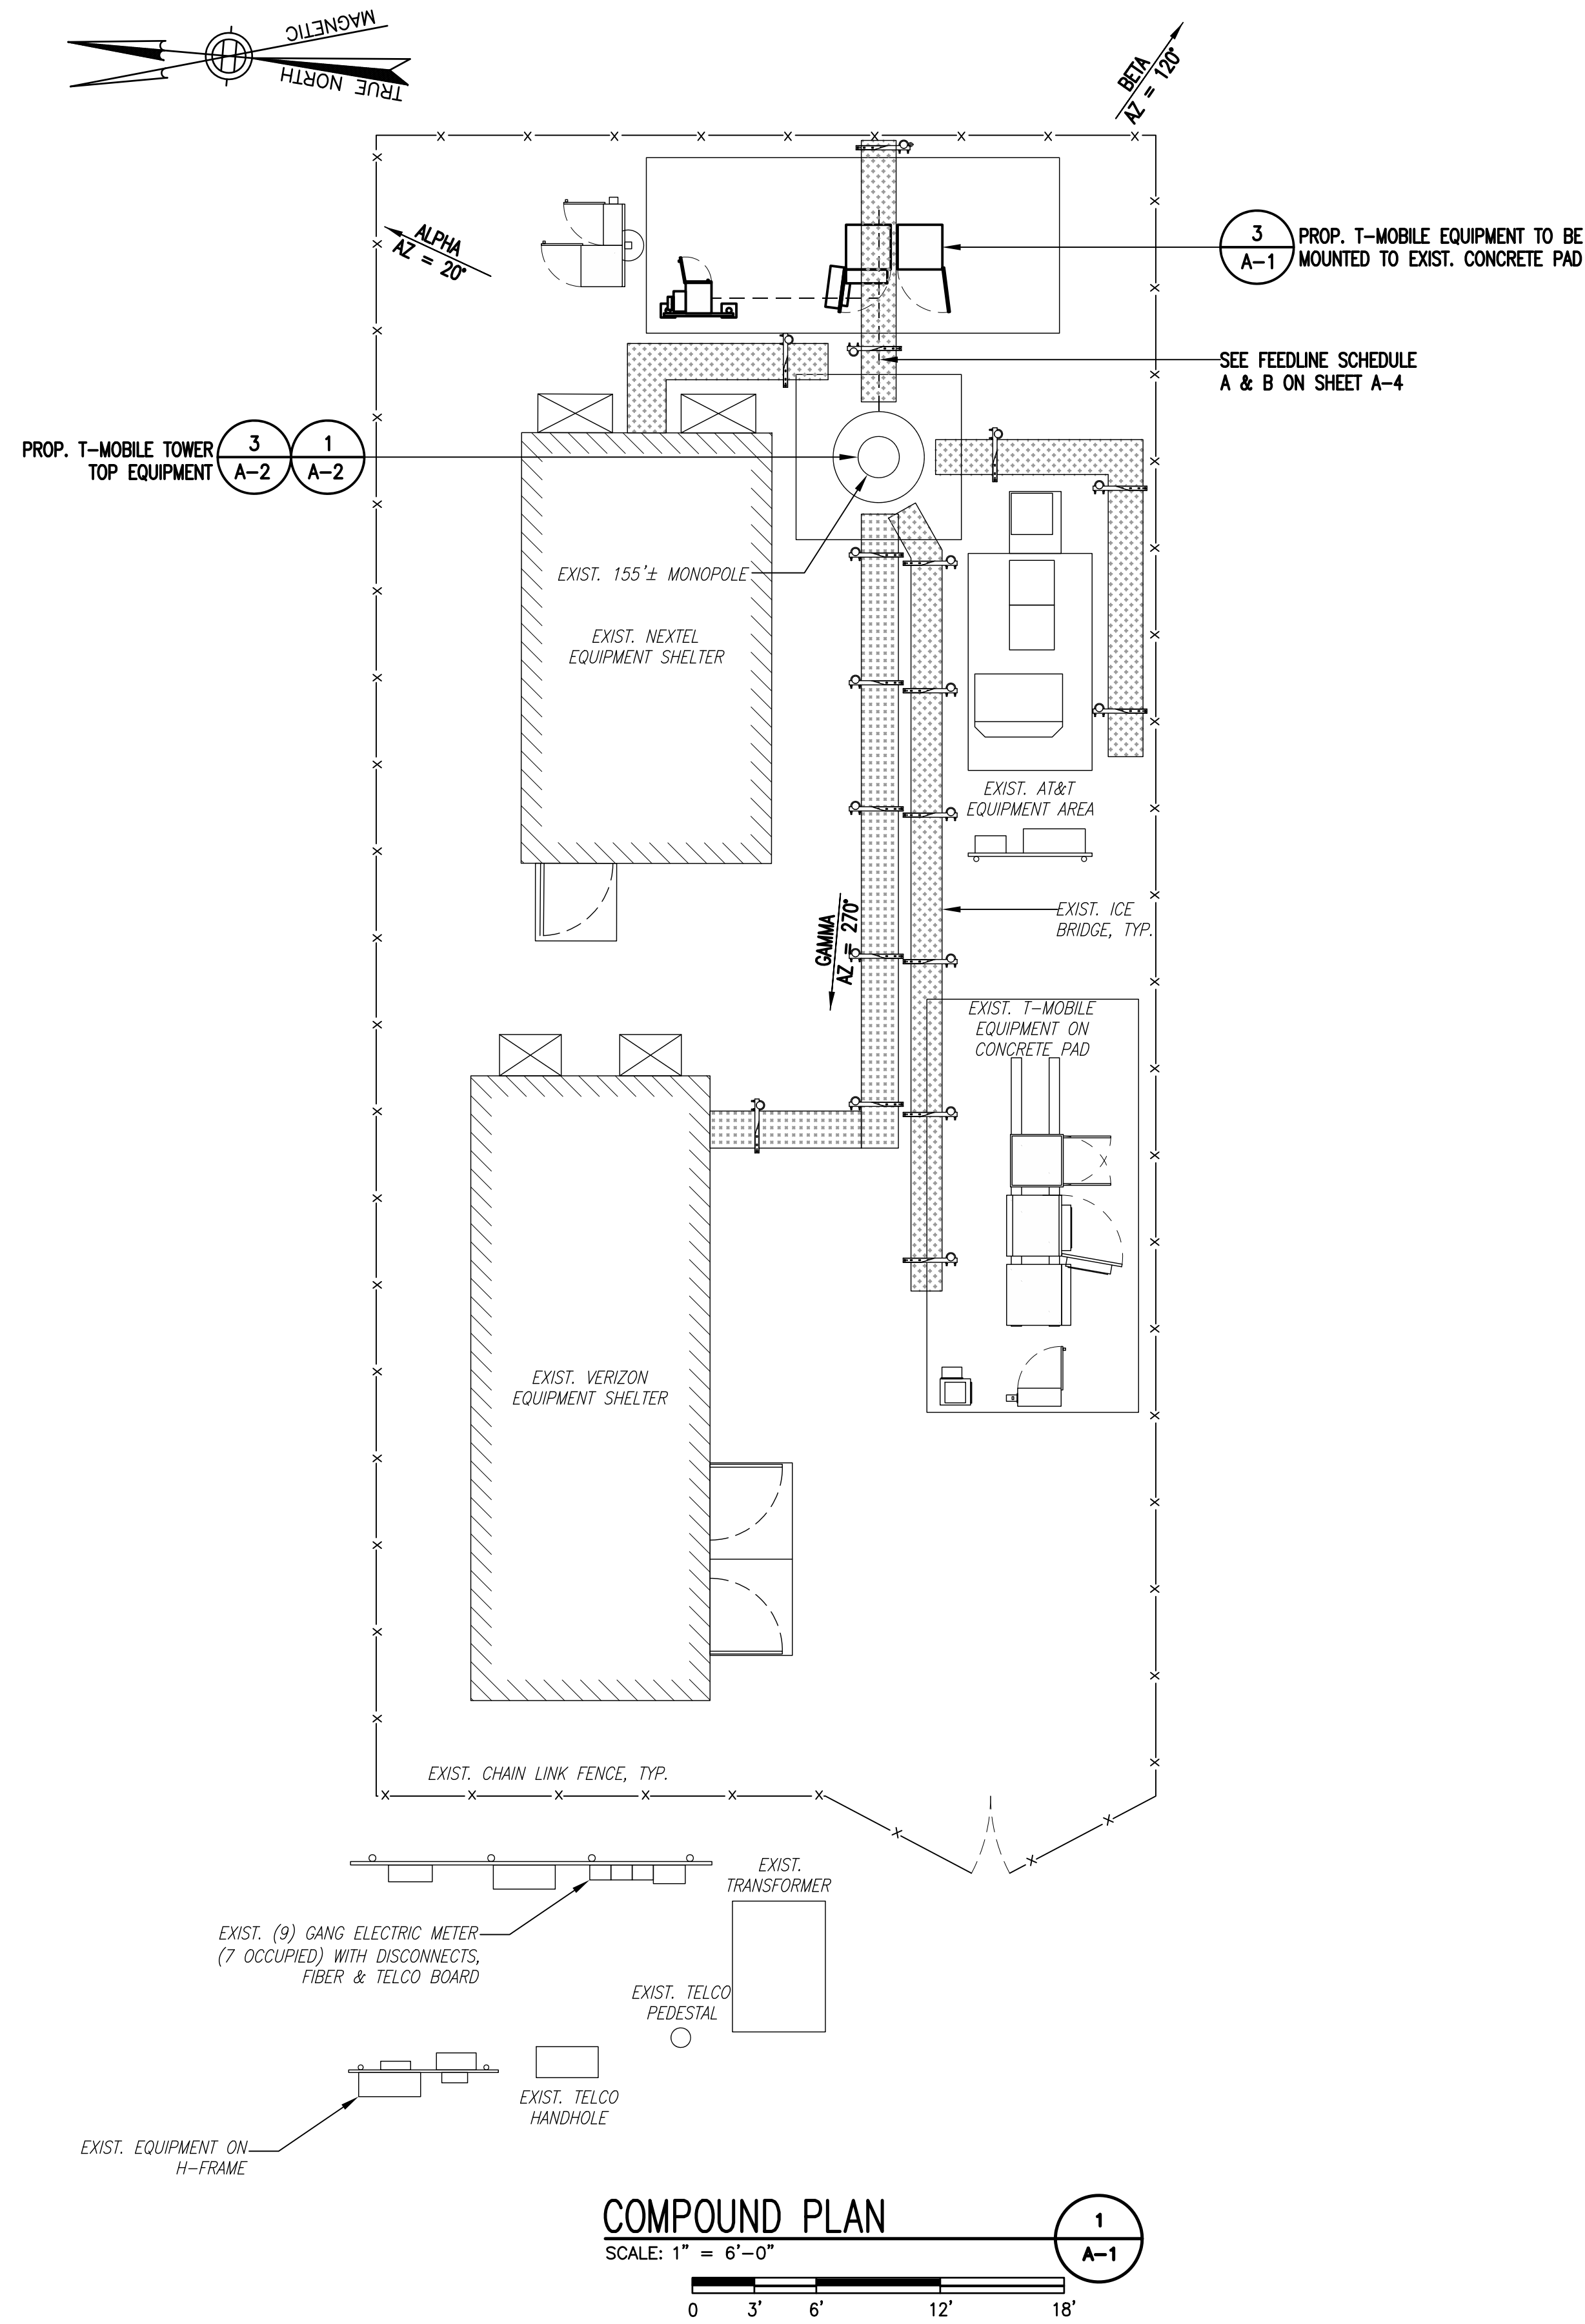 MAGNETIC
TRUE NORTH
BETA
AZ = 120°
ALPHA
AZ = 20°
3
A-1
PROP. T-MOBILE EQUIPMENT TO BE
MOUNTED TO EXIST. CONCRETE PAD
SEE FEEDLINE SCHEDULE
A & B ON SHEET A-4
PROP. T-MOBILE TOWER
TOP EQUIPMENT
3
A-2
1
A-2
EXIST. 155'± MONOPOLE
EXIST. NEXTEL
EQUIPMENT SHELTER
EXIST. AT&T
EQUIPMENT AREA
GAMMA
AZ = 270°
EXIST. ICE
BRIDGE, TYP.
EXIST. T-MOBILE
EQUIPMENT ON
CONCRETE PAD
EXIST. VERIZON
EQUIPMENT SHELTER
EXIST. CHAIN LINK FENCE, TYP.
EXIST.
TRANSFORMER
EXIST. (9) GANG ELECTRIC METER
(7 OCCUPIED) WITH DISCONNECTS,
FIBER & TELCO BOARD
EXIST. TELCO
PEDESTAL
EXIST. TELCO
HANDHOLE
EXIST. EQUIPMENT ON
H-FRAME
COMPOUND PLAN
SCALE: 1" = 6'-0"
1
A-1
0 3' 6' 12' 18'